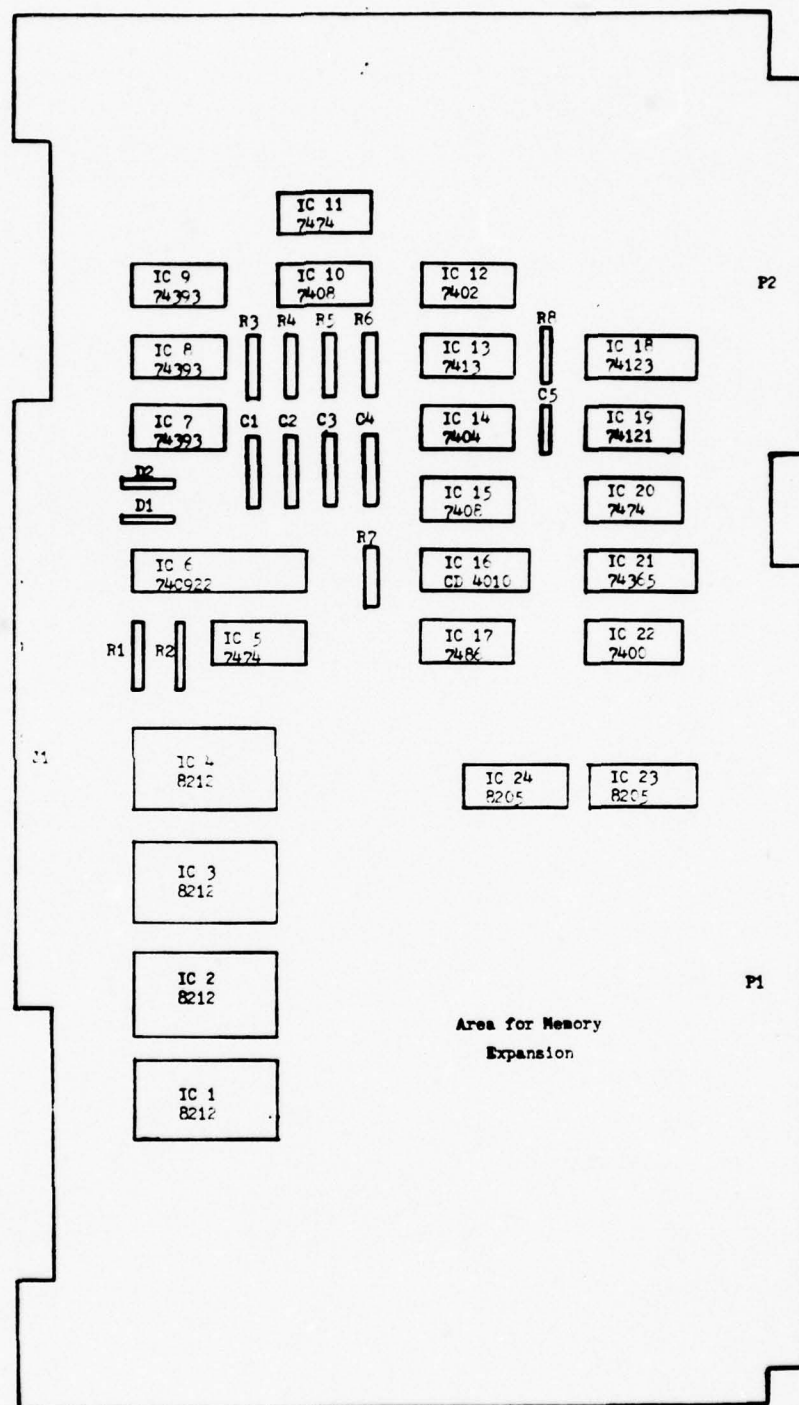 IC 11
7474
IC 9
74393
IC 10
7408
IC 12
7402
P2
R3
R4
R5
R6
R8
IC 8
74393
IC 13
7413
IC 18
74123
C1
C2
C3
C4
C5
IC 7
74393
IC 14
7404
IC 19
74121
D2
D1
IC 15
7408
IC 20
7474
R7
IC 6
740922
IC 16
CD 4010
IC 21
74365
R1
R2
IC 5
7474
IC 17
7486
IC 22
7400
IC 4
8212
IC 24
8205
IC 23
8205
IC 3
8212
IC 2
8212
P1
Area for Memory
Expansion
IC 1
8212